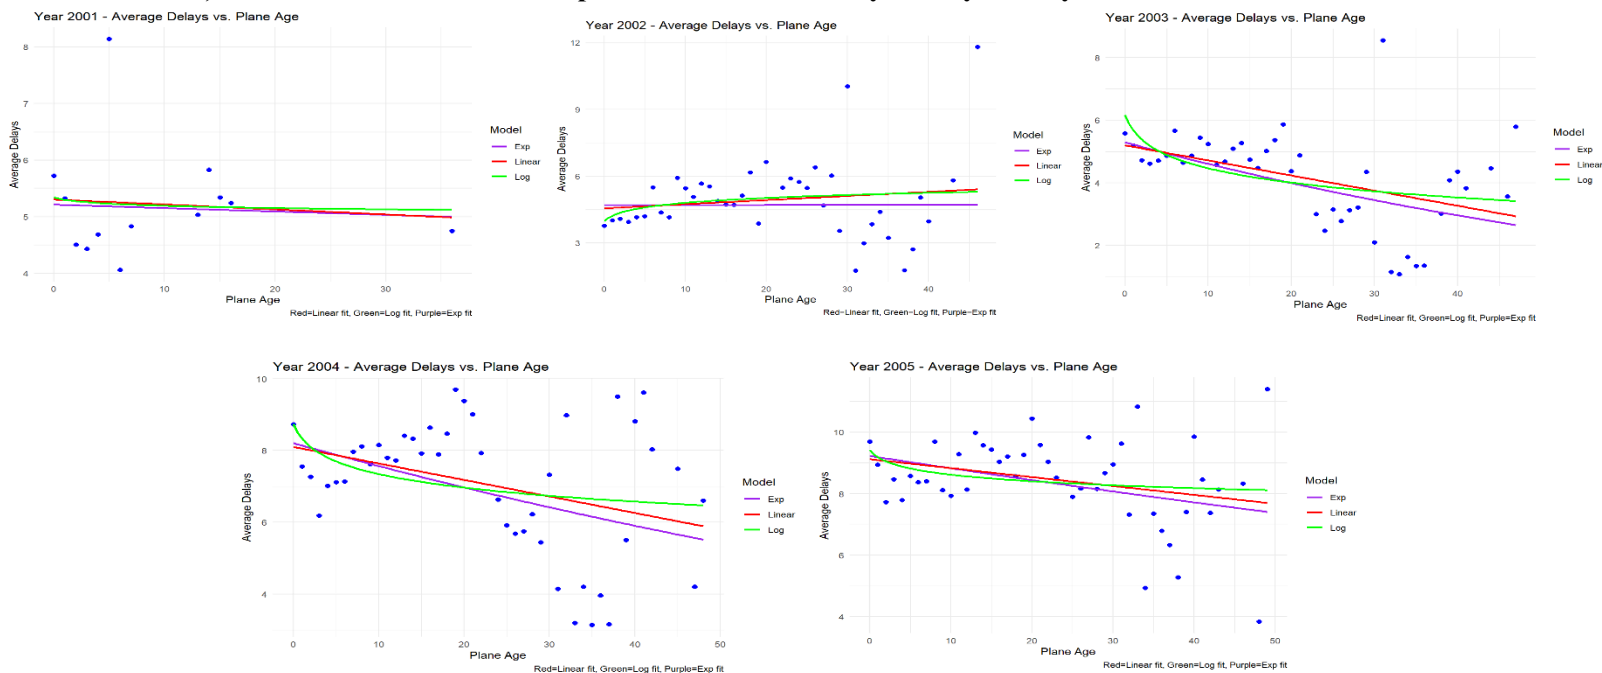 Year 2001 - Average Delays vs. Plane Age
8
7
6
5
4
Average Delays
0
10
20
30
Plane Age
Model
Exp
Linear
Log
Red=Linear fit, Green=Log fit, Purple=Exp fit
Year 2002 - Average Delays vs. Plane Age
12
9
6
3
Average Delays
0
10
20
30
40
Plane Age
Model
Exp
Linear
Log
Red=Linear fit, Green=Log fit, Purple=Exp fit
Year 2003 - Average Delays vs. Plane Age
8
6
4
2
Average Delays
0
10
20
30
40
Plane Age
Model
Exp
Linear
Log
Red=Linear fit, Green=Log fit, Purple=Exp fit
Year 2004 - Average Delays vs. Plane Age
10
8
6
4
Average Delays
0
10
20
30
40
50
Plane Age
Model
Exp
Linear
Log
Red=Linear fit, Green=Log fit, Purple=Exp fit
Year 2005 - Average Delays vs. Plane Age
10
8
6
4
Average Delays
0
10
20
30
40
50
Plane Age
Model
Exp
Linear
Log
Red=Linear fit, Green=Log fit, Purple=Exp fit